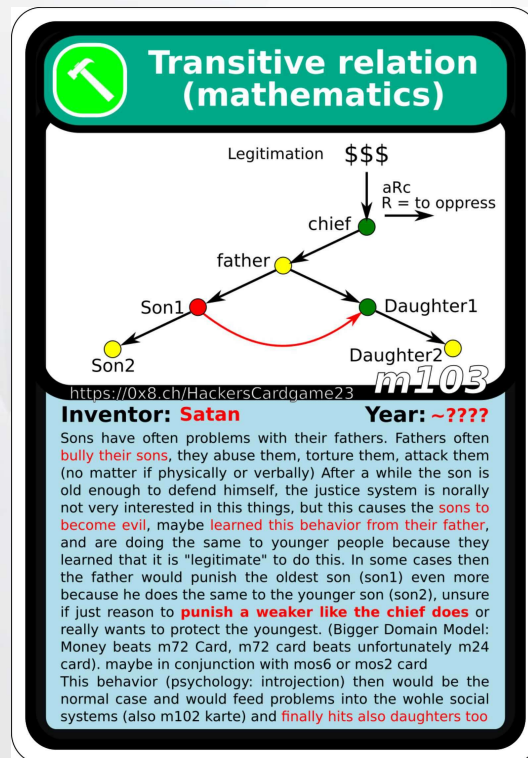 Transitive relation
(mathematics)
Legitimation $$$
aRc
R = to oppress
chief
father
Son1
Daughter1
Son2
Daughter2
m103
https://0x8.ch/HackersCardgame23
Inventor: Satan Year: ~????
Sons have often problems with their fathers. Fathers often
bully their sons, they abuse them, torture them, attack them
(no matter if physically or verbally) After a while the son is
old enough to defend himself, the justice system is norally
not very interested in this things, but this causes the sons to
become evil, maybe learned this behavior from their father,
and are doing the same to younger people because they
learned that it is "legitimate" to do this. In some cases then
the father would punish the oldest son (son1) even more
because he does the same to the younger son (son2), unsure
if just reason to punish a weaker like the chief does or
really wants to protect the youngest. (Bigger Domain Model:
Money beats m72 Card, m72 card beats unfortunately m24
card). maybe in conjunction with mos6 or mos2 card
This behavior (psychology: introjection) then would be the
normal case and would feed problems into the wohle social
systems (also m102 karte) and finally hits also daughters too